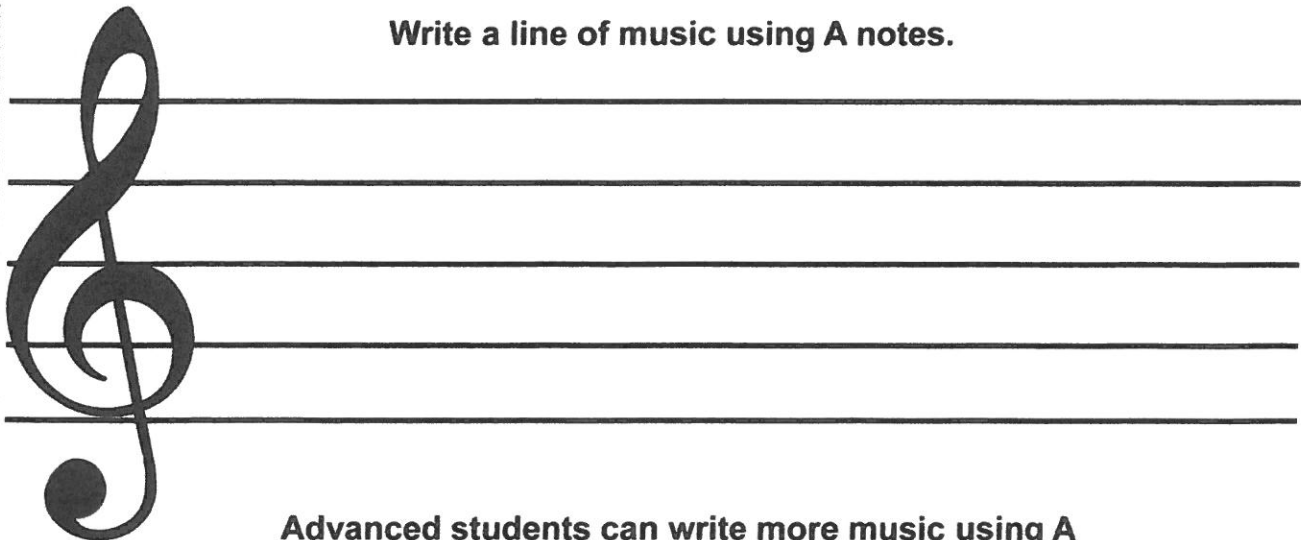 Write a line of music using A notes.
Advanced students can write more music using A